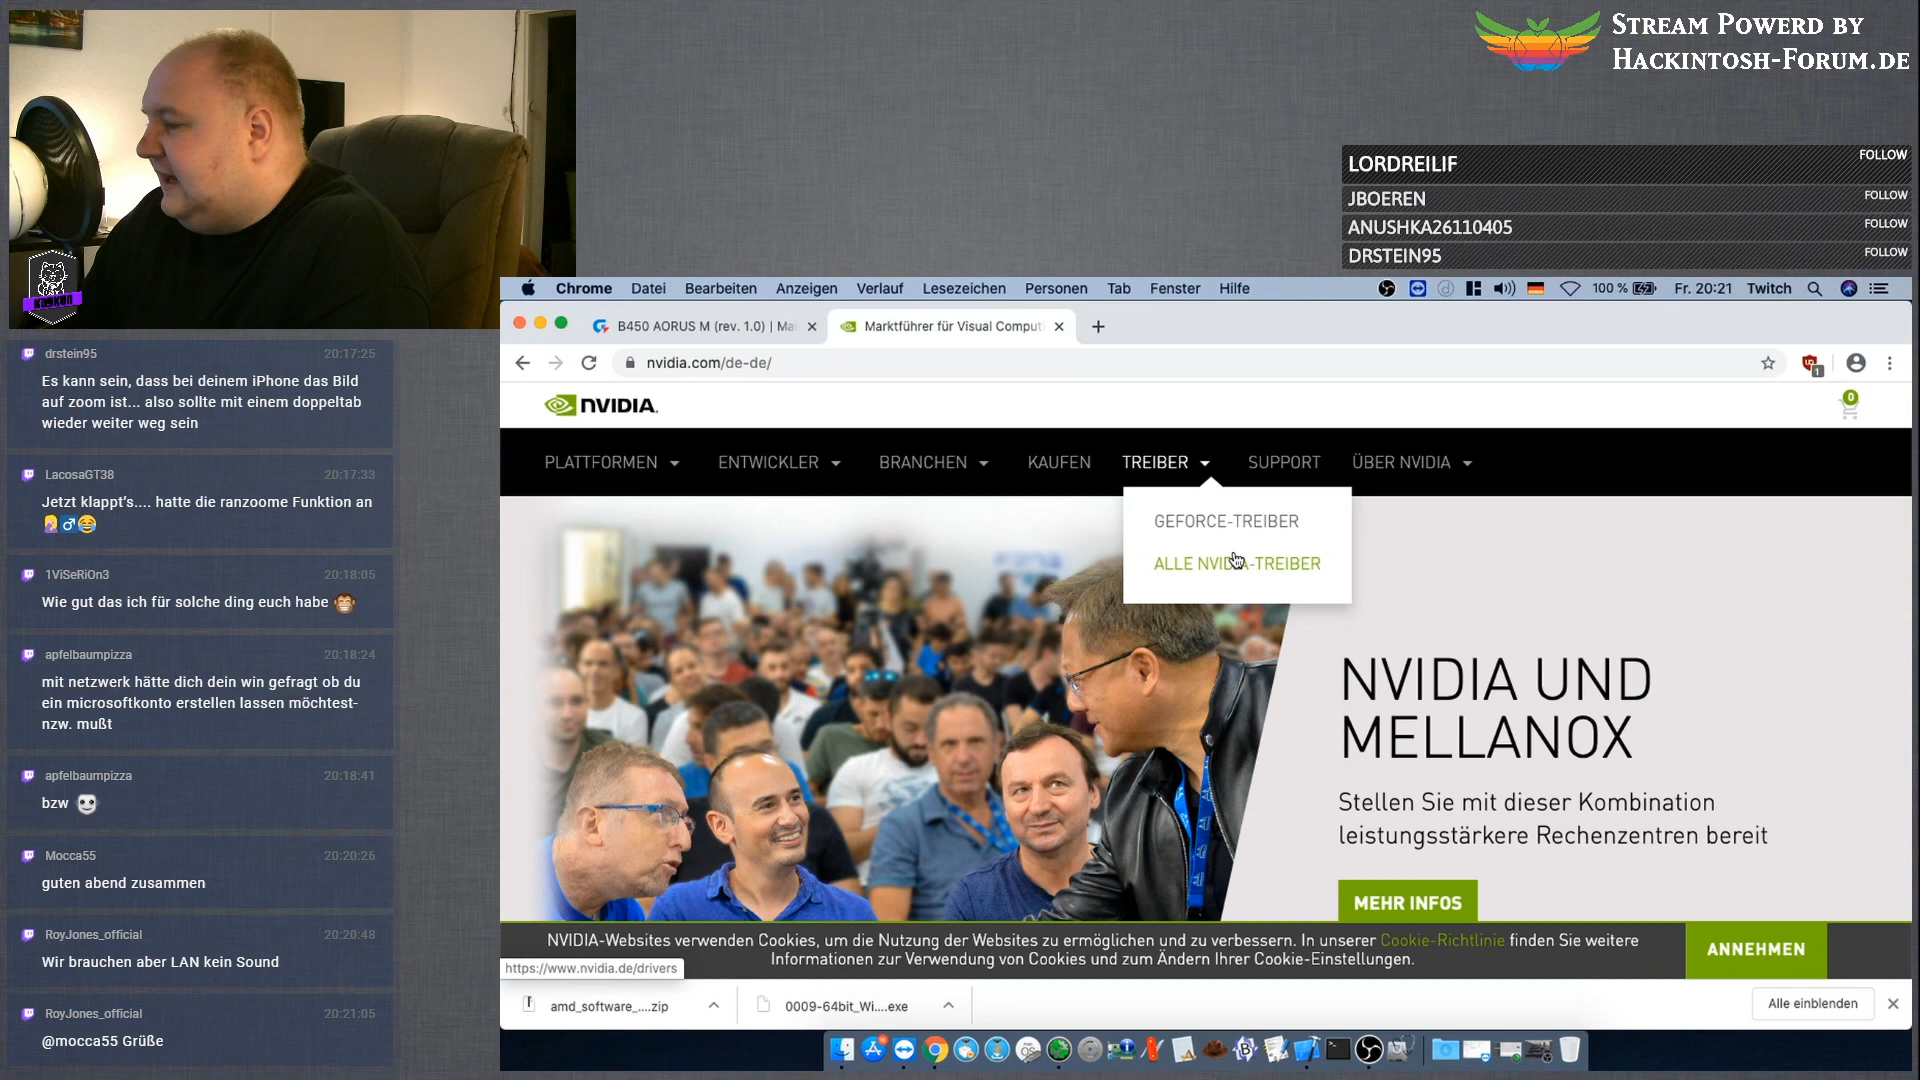 STREAM POWERD BY
HACKINTOSH-FORUM.DE
LORDREILIF FOLLOW
JBOEREN FOLLOW
ANUSHKA26110405 FOLLOW
DRSTEIN95 FOLLOW
drstein95 20:17:25
Es kann sein, dass bei deinem iPhone das Bild
auf zoom ist... also sollte mit einem doppeltab
wieder weiter weg sein
LacosaGT38 20:17:33
Jetzt klappt's.... hatte die ranzoome Funktion an
🤦‍♂️😂
1ViSeRiOn3 20:18:05
Wie gut das ich für solche ding euch habe
apfelbaumpizza 20:18:24
mit netzwerk hätte dich dein win gefragt ob du
ein microsoftkonto erstellen lassen möchtest-
nzw. mußt
apfelbaumpizza 20:18:41
bzw
Mocca55 20:20:26
guten abend zusammen
RoyJones_official 20:20:48
Wir brauchen aber LAN kein Sound
RoyJones_official 20:21:05
@mocca55 Grüße
Chrome Datei Bearbeiten Anzeigen Verlauf Lesezeichen Personen Tab Fenster Hilfe 100 % Fr. 20:21 Twitch
B450 AORUS M (rev. 1.0) | Mai Marktführer für Visual Computi
nvidia.com/de-de/
1
NVIDIA.
0
PLATTFORMEN ENTWICKLER BRANCHEN KAUFEN TREIBER SUPPORT ÜBER NVIDIA
GEFORCE-TREIBER
ALLE NVIDIA-TREIBER
NVIDIA UND
MELLANOX
Stellen Sie mit dieser Kombination
leistungsstärkere Rechenzentren bereit
MEHR INFOS
NVIDIA-Websites verwenden Cookies, um die Nutzung der Websites zu ermöglichen und zu verbessern. In unserer Cookie-Richtlinie finden Sie weitere
Informationen zur Verwendung von Cookies und zum Ändern Ihrer Cookie-Einstellungen.
ANNEHMEN
https://www.nvidia.de/drivers
amd_software_....zip 0009-64bit_Wi....exe Alle einblenden